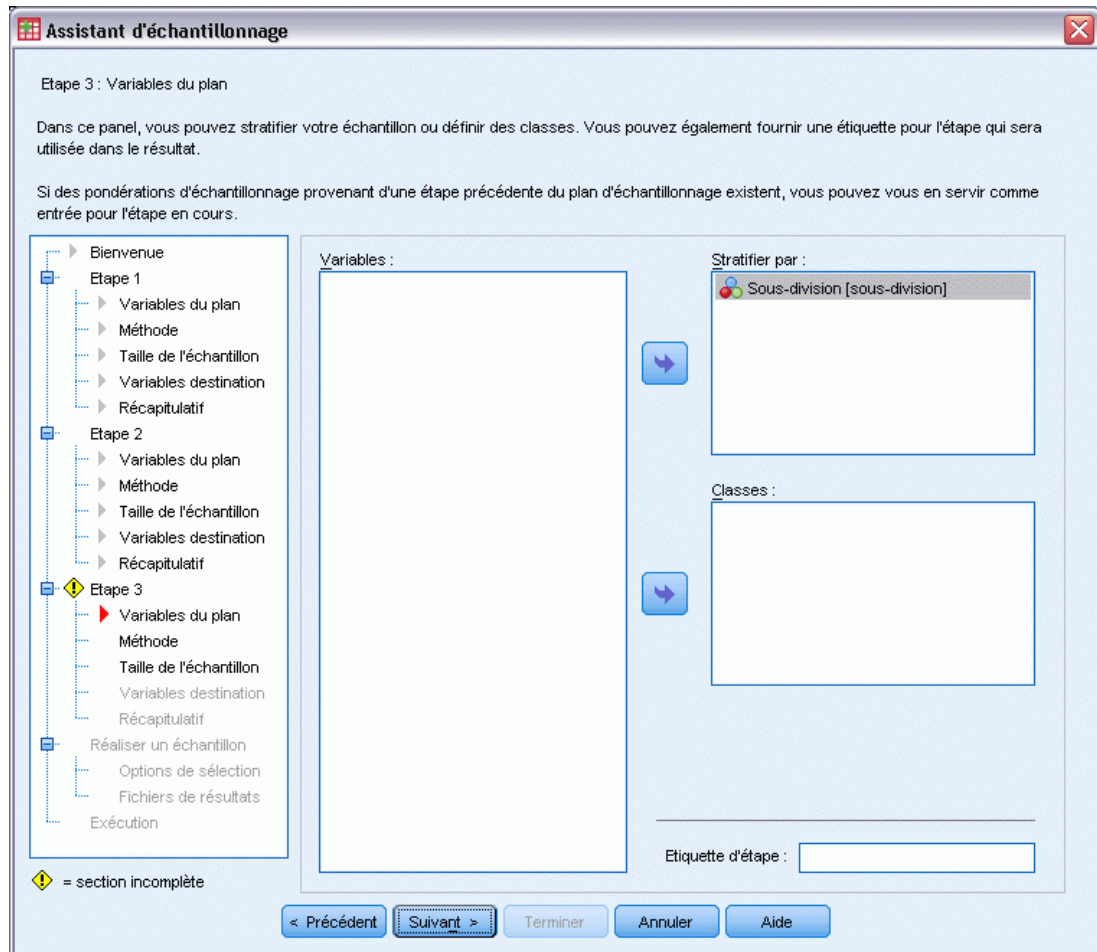 Assistant d'échantillonnage
Etape 3 : Variables du plan
Dans ce panel, vous pouvez stratifier votre échantillon ou définir des classes. Vous pouvez également fournir une étiquette pour l'étape qui sera
utilisée dans le résultat.
Si des pondérations d'échantillonnage provenant d'une étape précédente du plan d'échantillonnage existent, vous pouvez vous en servir comme
entrée pour l'étape en cours.
Bienvenue
Etape 1
Variables du plan
Méthode
Taille de l'échantillon
Variables destination
Récapitulatif
Etape 2
Variables du plan
Méthode
Taille de l'échantillon
Variables destination
Récapitulatif
Etape 3
Variables du plan
Méthode
Taille de l'échantillon
Variables destination
Récapitulatif
Réaliser un échantillon
Options de sélection
Fichiers de résultats
Exécution
= section incomplète
Variables :
Stratifier par :
Sous-division [sous-division]
Classes :
Etiquette d'étape :
< Précédent
Suivant >
Terminer
Annuler
Aide